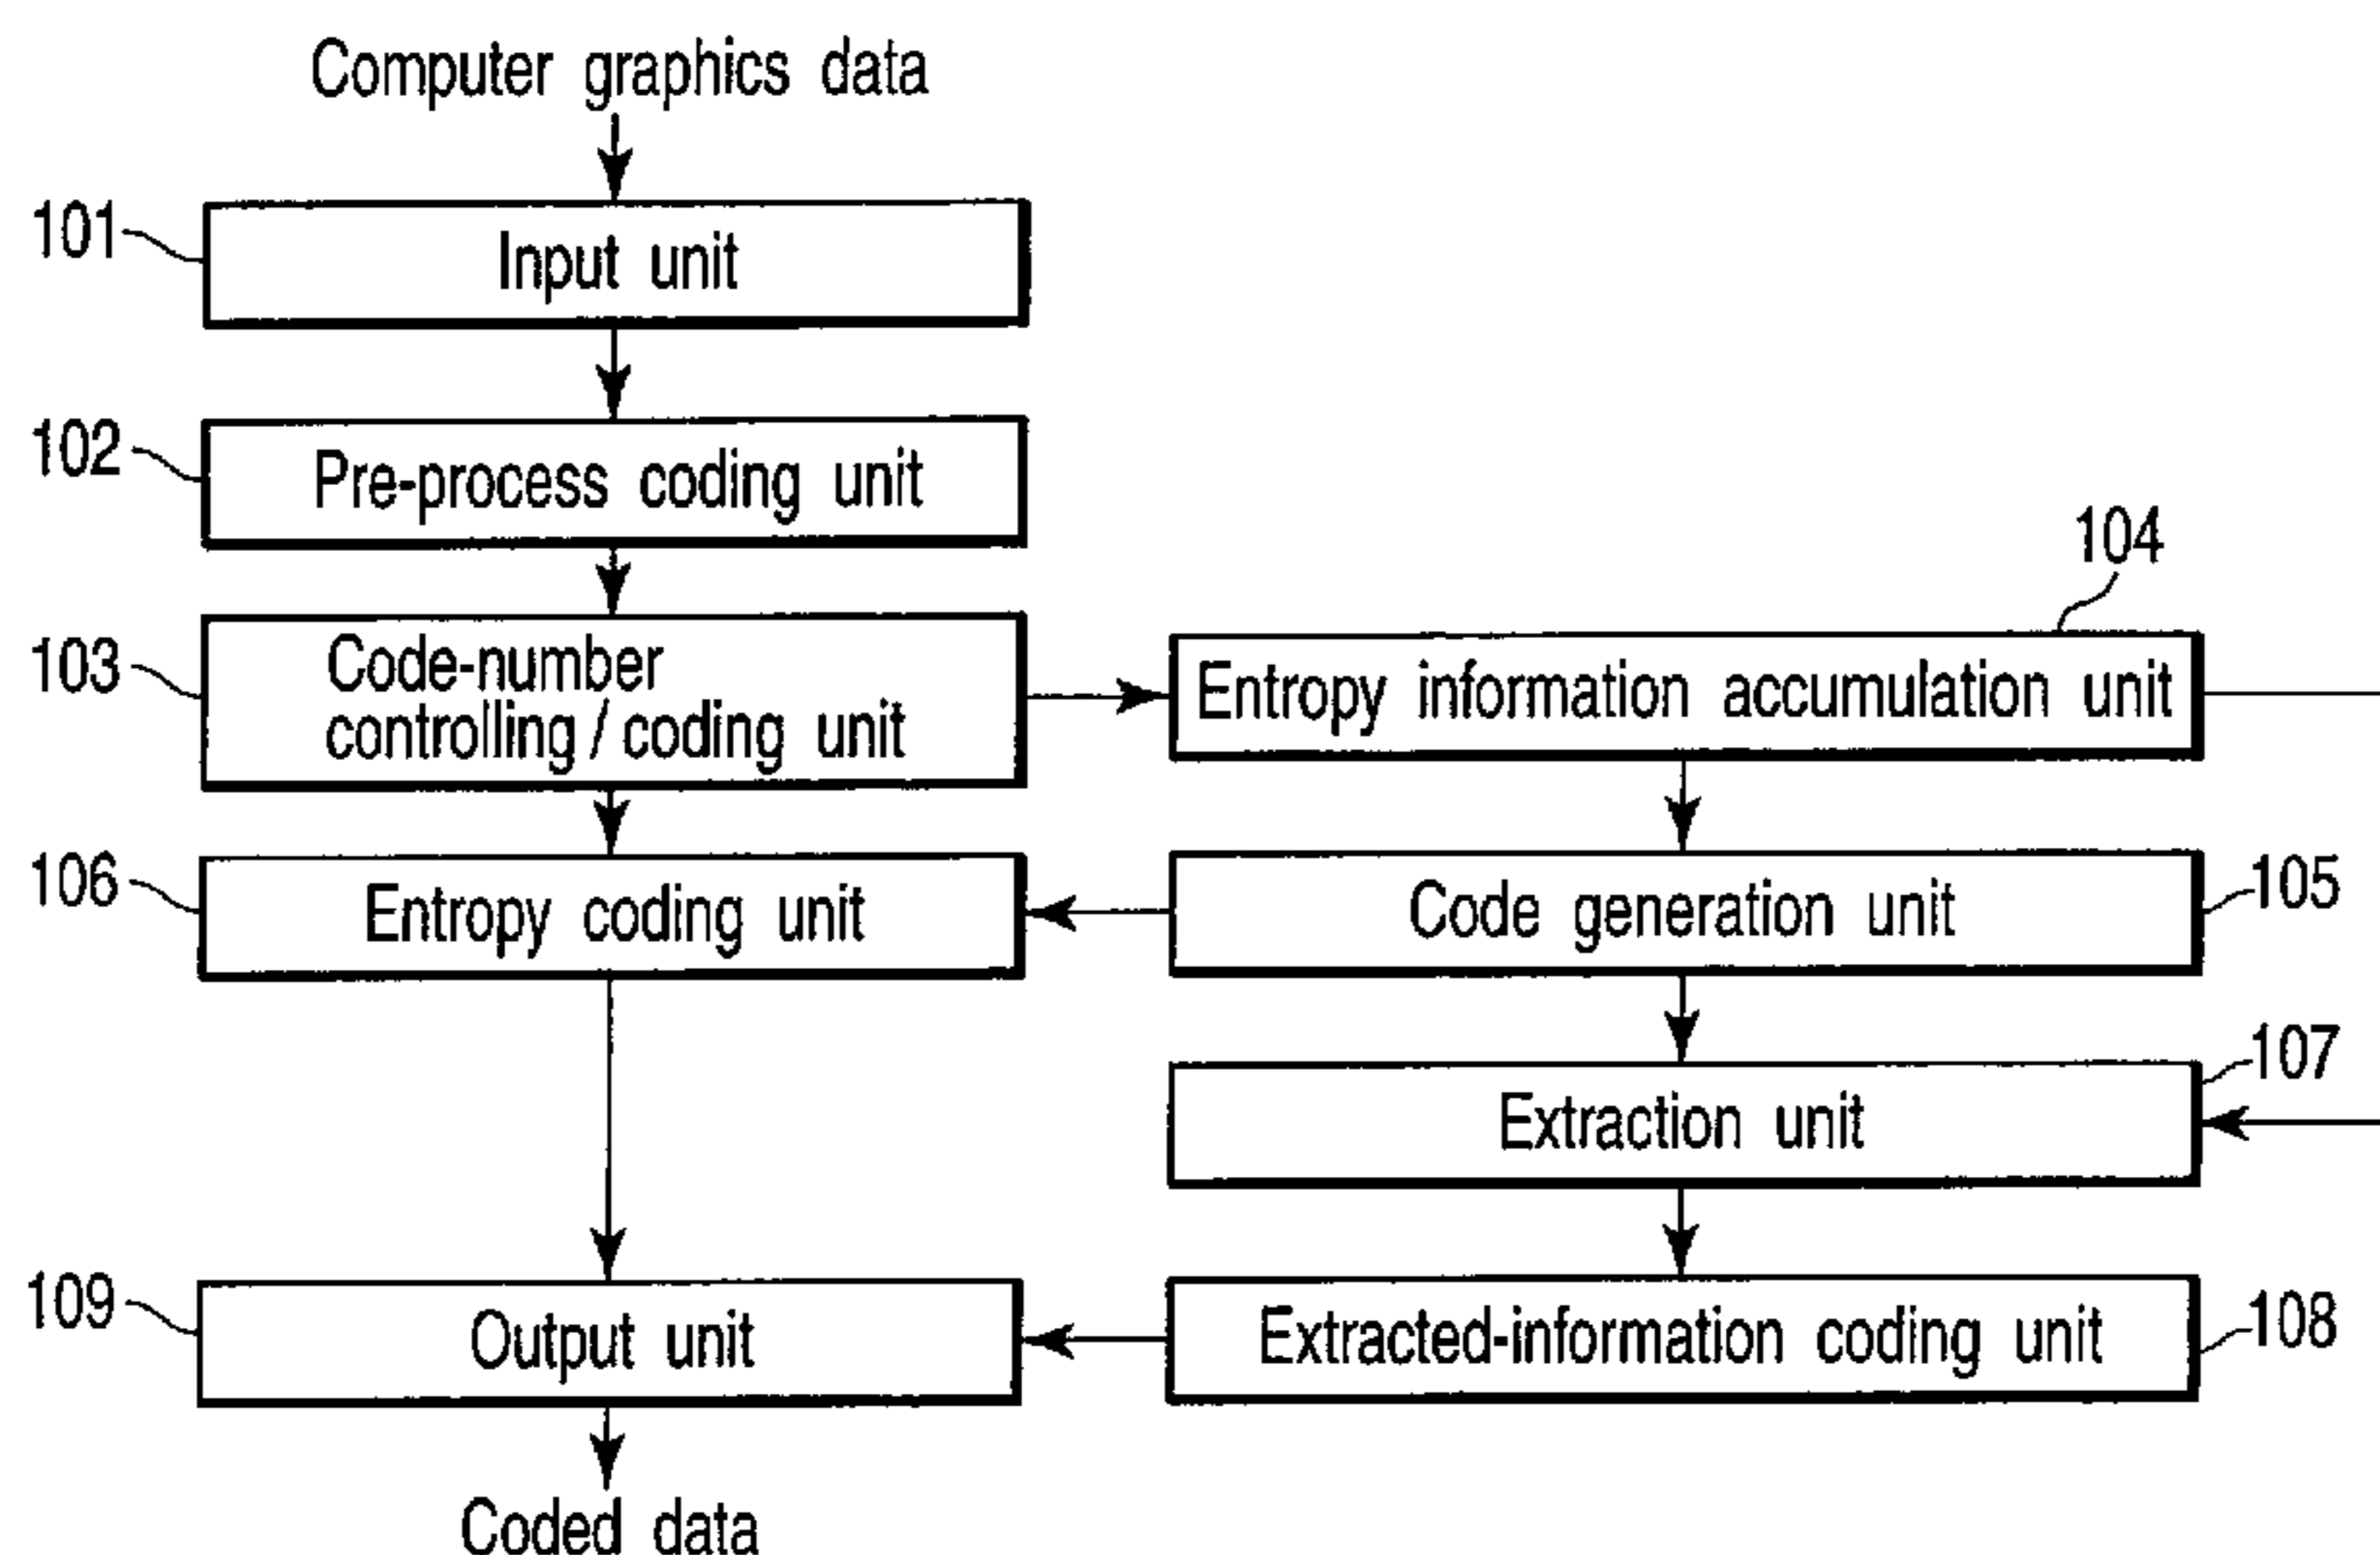 Computer graphics data
101
Input unit
102
Pre-process coding unit
103
Code-number
controlling / coding unit
104
Entropy information accumulation unit
106
Entropy coding unit
Code generation unit
105
107
Extraction unit
109
Output unit
Extracted-information coding unit
108
Coded data